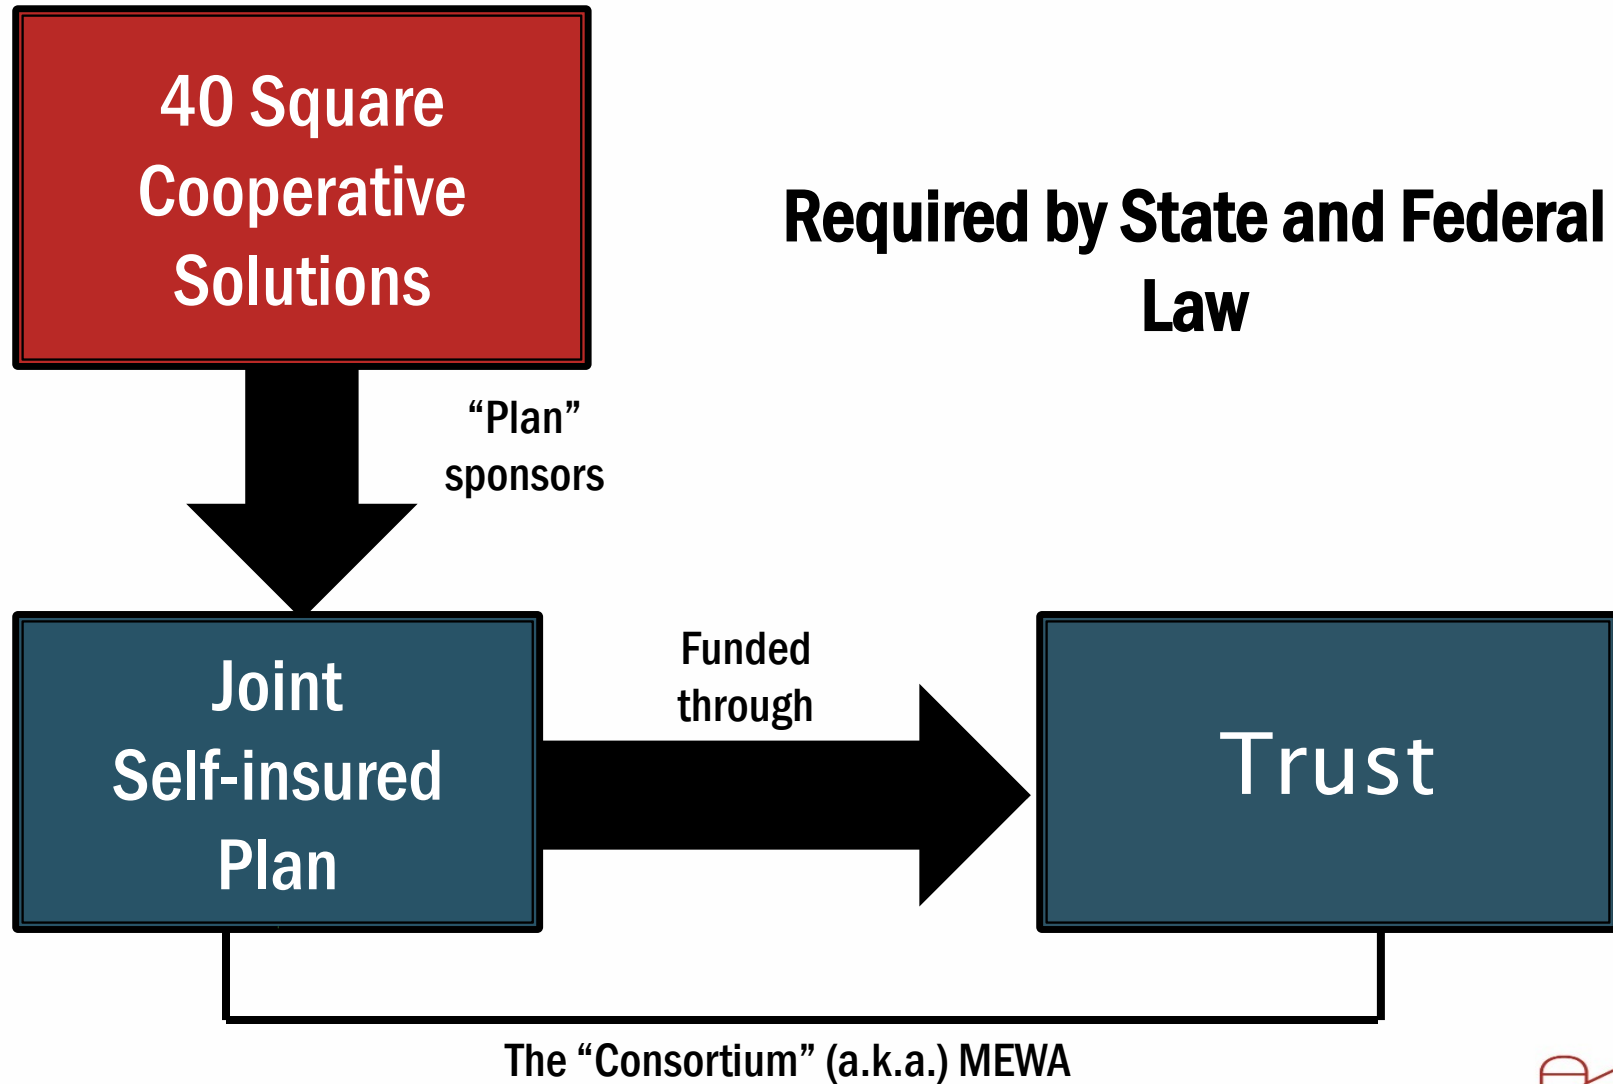 40 Square
Cooperative
Solutions
Required by State and Federal
Law
“Plan”
sponsors
Joint
Self-insured
Plan
Funded
through
Trust
The “Consortium” (a.k.a.) MEWA